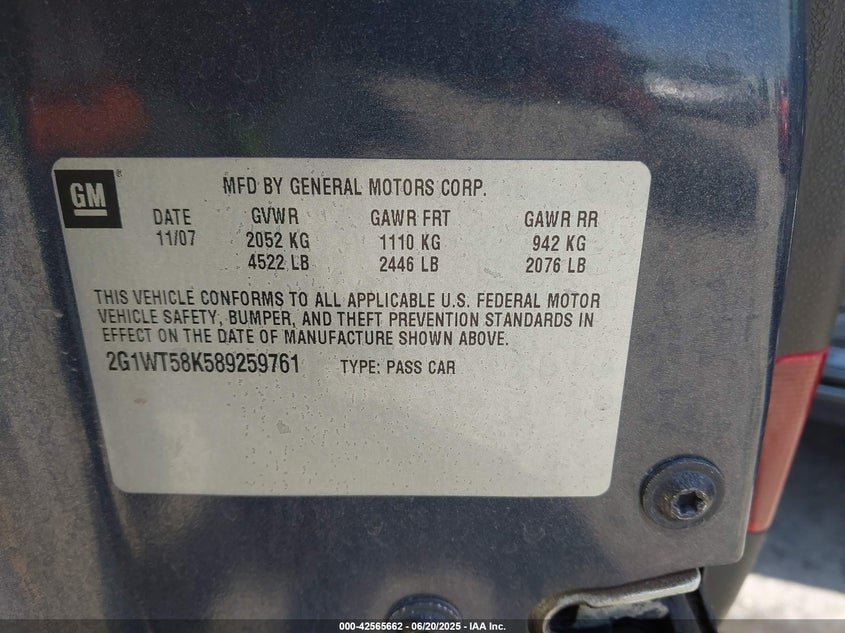 GM
MFD BY GENERAL MOTORS CORP.
DATE GVWR GAWR FRT GAWR RR
11/07 2052 KG 1110 KG 942 KG
4522 LB 2446 LB 2076 LB
THIS VEHICLE CONFORMS TO ALL APPLICABLE U.S. FEDERAL MOTOR
VEHICLE SAFETY, BUMPER, AND THEFT PREVENTION STANDARDS IN
EFFECT ON THE DATE OF MANUFACTURE SHOWN ABOVE.
2G1WT58K589259761 TYPE: PASS CAR
000-42565662 | 06/20/2025 - IAA Inc.